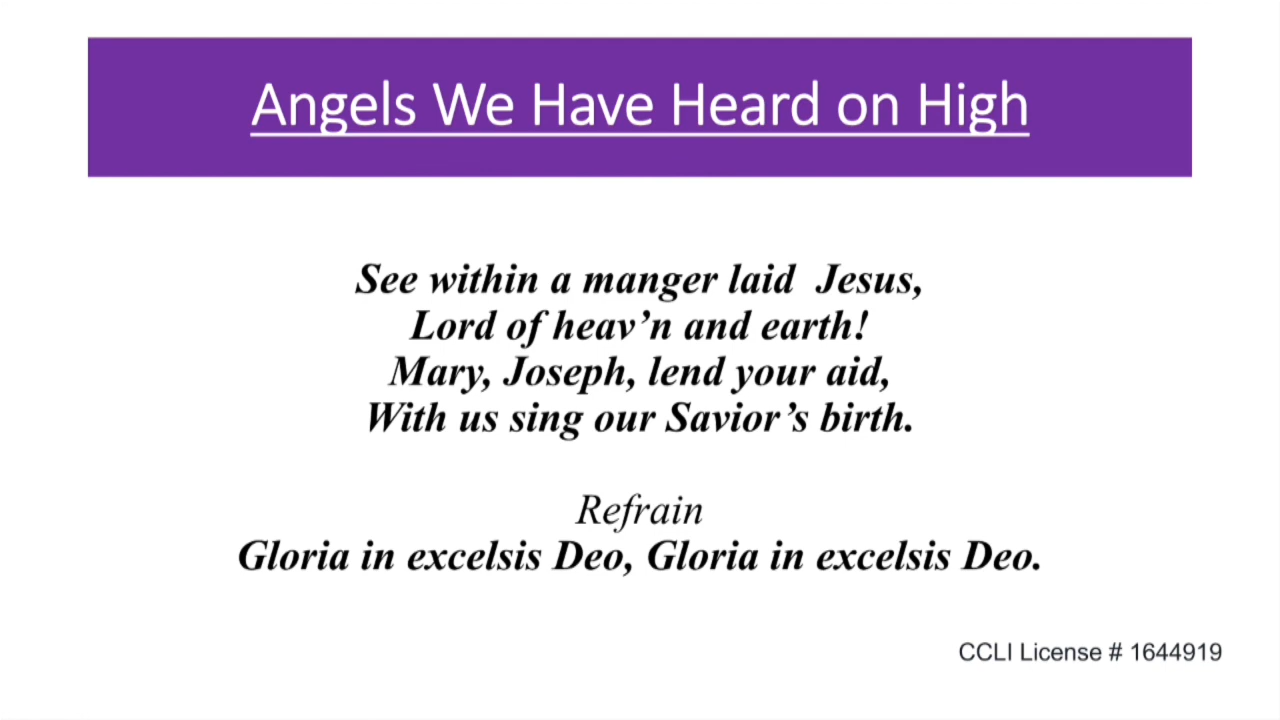 Angels We Have Heard on High
See within a manger laid  Jesus,
Lord of heav’n and earth!
Mary, Joseph, lend your aid,
With us sing our Savior’s birth.
Refrain
Gloria in excelsis Deo, Gloria in excelsis Deo.
CCLI License # 1644919